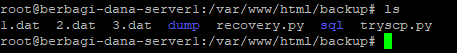 root@berbagi-dana-server1:/var/www/html/backup# ls
1.dat  2.dat  3.dat  dump  recovery.py  sql  tryscp.py
root@berbagi-dana-server1:/var/www/html/backup#